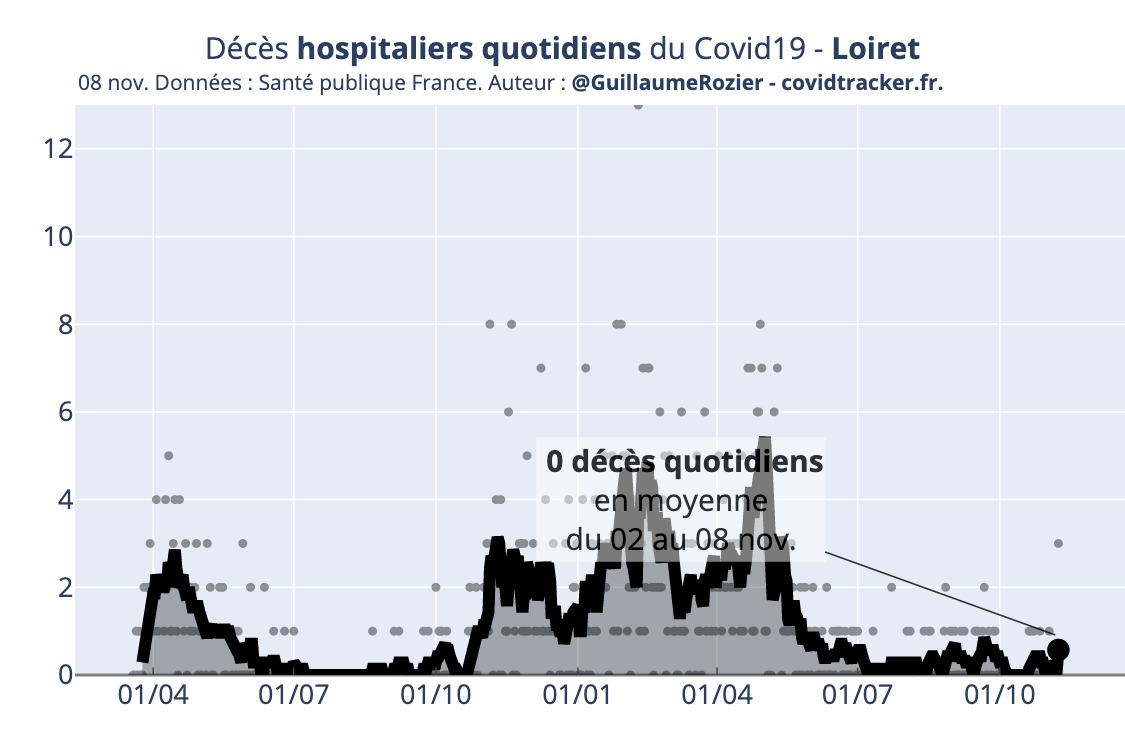 Décès hospitaliers quotidiens du Covid19 - Loiret
08 nov. Données : Santé publique France. Auteur : @GuillaumeRozier - covidtracker.fr.
12
10
8
6
4
2
0
0 décès quotidiens
en moyenne
du 02 au 08 nov.
01/04 01/07 01/10 01/01 01/04 01/07 01/10